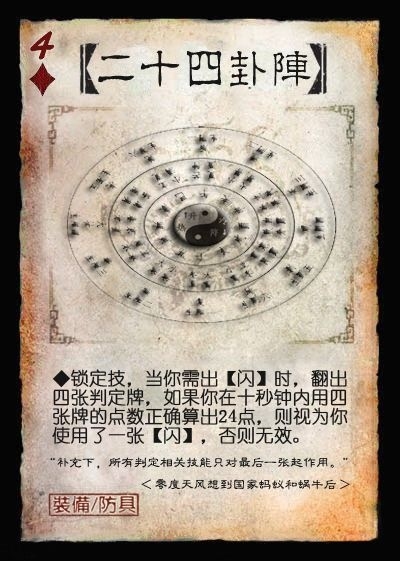 4
【二十四卦陣】
◆锁定技，当你需出【闪】时，翻出
四张判定牌，如果你在十秒钟内用四
张牌的点数正确算出24点，则视为你
使用了一张【闪】，否则无效。
“补充下，所有判定相关技能只对最后一张起作用。”
＜零度天风想到国家蚂蚁和蜗牛后＞
裝備/防具